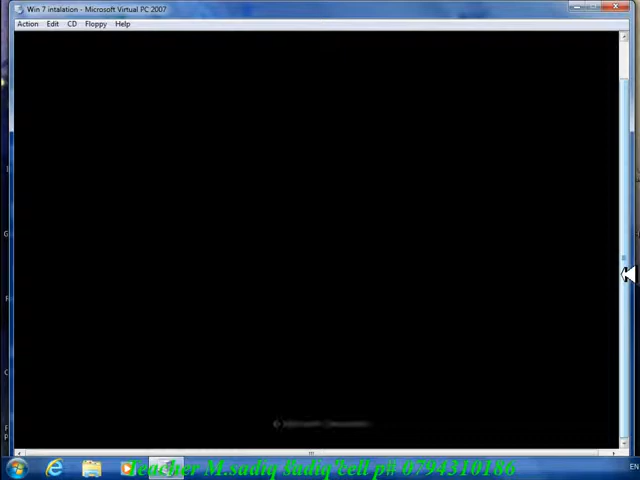 Win 7 intalation - Microsoft Virtual PC 2007
Action Edit CD Floppy Help
Teacher M.sadiq Sadiq cell p# 0794310186
EN